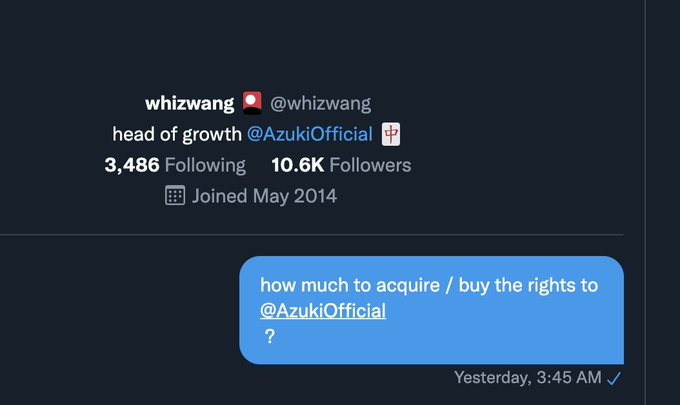 whizwang 🎴 @whizwang
head of growth @AzukiOfficial 🀄
3,486 Following 10.6K Followers
Joined May 2014
how much to acquire / buy the rights to
@AzukiOfficial
?
Yesterday, 3:45 AM ✓